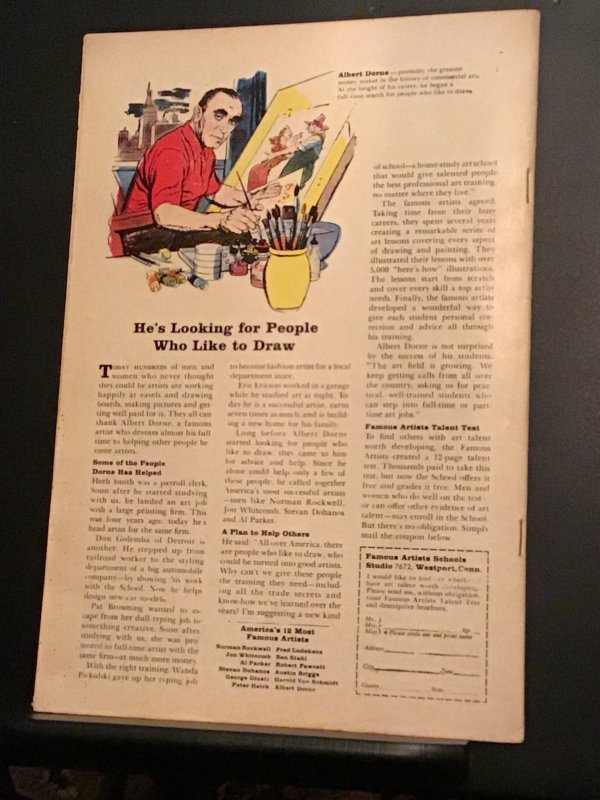 Albert Dorne — probably the greatest
money maker in the history of commercial art.
At the height of his career, he began a
full-time search for people who like to draw.
He's Looking for People
Who Like to Draw
TODAY HUNDREDS of men and
women who never thought
they could be artists are working
happily at easels and drawing
boards, making pictures and get-
ting well paid for it. They all can
thank Albert Dorne, a famous
artist who devotes almost his full
time to helping other people be-
come artists.
Some of the People
Dorne Has Helped
Herb Smith was a payroll clerk.
Soon after he started studying
with us, he landed an art job
with a large printing firm. This
was four years ago; today he's
head artist for the same firm.
Don Golemba of Detroit is
another. He stepped up from
railroad worker to the styling
department of a big automobile
company—by showing his work
with the School. Now he helps
design new car models.
Pat Browning wanted to es-
cape from her dull typing job to
something creative. Soon after
studying with us, she was pro-
moted to full-time artist with the
same firm—at much more money.
With the right training, Wanda
Pickulski gave up her typing job
to become fashion artist for a local
department store.
Eric Ericson worked in a garage
while he studied art at night. To-
day he is a successful artist, earns
seven times as much, and is build-
ing a new home for his family.
Long before Albert Dorne
started looking for people who
like to draw, they came to him
for advice and help. Since he
alone could help only a few of
these people, he called together
America's most successful artists
—men like Norman Rockwell,
Jon Whitcomb, Stevan Dohanos
and Al Parker.
A Plan to Help Others
He said: "All over America, there
are people who like to draw, who
could be turned into good artists.
Why can't we give these people
the training they need—includ-
ing all the trade secrets and
know-how we've learned over the
years? I'm suggesting a new kind
America's 12 Most
Famous Artists
Norman Rockwell Fred Ludekens
Jon Whitcomb Ben Stahl
Al Parker Robert Fawcett
Stevan Dohanos Austin Briggs
George Giusti Harold Von Schmidt
Peter Helck Albert Dorne
of school—a home-study art school
that would give talented people
the best professional art training,
no matter where they live."
The famous artists agreed.
Taking time from their busy
careers, they spent several years
creating a remarkable series of
art lessons covering every aspect
of drawing and painting. They
illustrated their lessons with over
5,000 "here's how" illustrations.
The lessons start from scratch
and cover every skill a top artist
needs. Finally, the famous artists
developed a wonderful way to
give each student personal cor-
rection and advice all through
his training.
Albert Dorne is not surprised
by the success of his students.
"The art field is growing. We
keep getting calls from all over
the country, asking us for prac-
tical, well-trained students who
can step into full-time or part-
time art jobs."
Famous Artists Talent Test
To find others with art talent
worth developing, the Famous
Artists created a 12-page talent
test. Thousands paid to take this
test, but now the School offers it
free and grades it free. Men and
women who do well on the test—
or can offer other evidence of art
talent—may enroll in the School.
But there's no obligation. Simply
mail the coupon below.
Famous Artists Schools
Studio 7672, Westport, Conn.
I would like to find out whether I
have art talent worth developing.
Please send me, without obligation,
your Famous Artists Talent Test
and descriptive brochure.
Mr.
Mrs. Age
Miss Please circle one and print name
Address
City Zone
County State